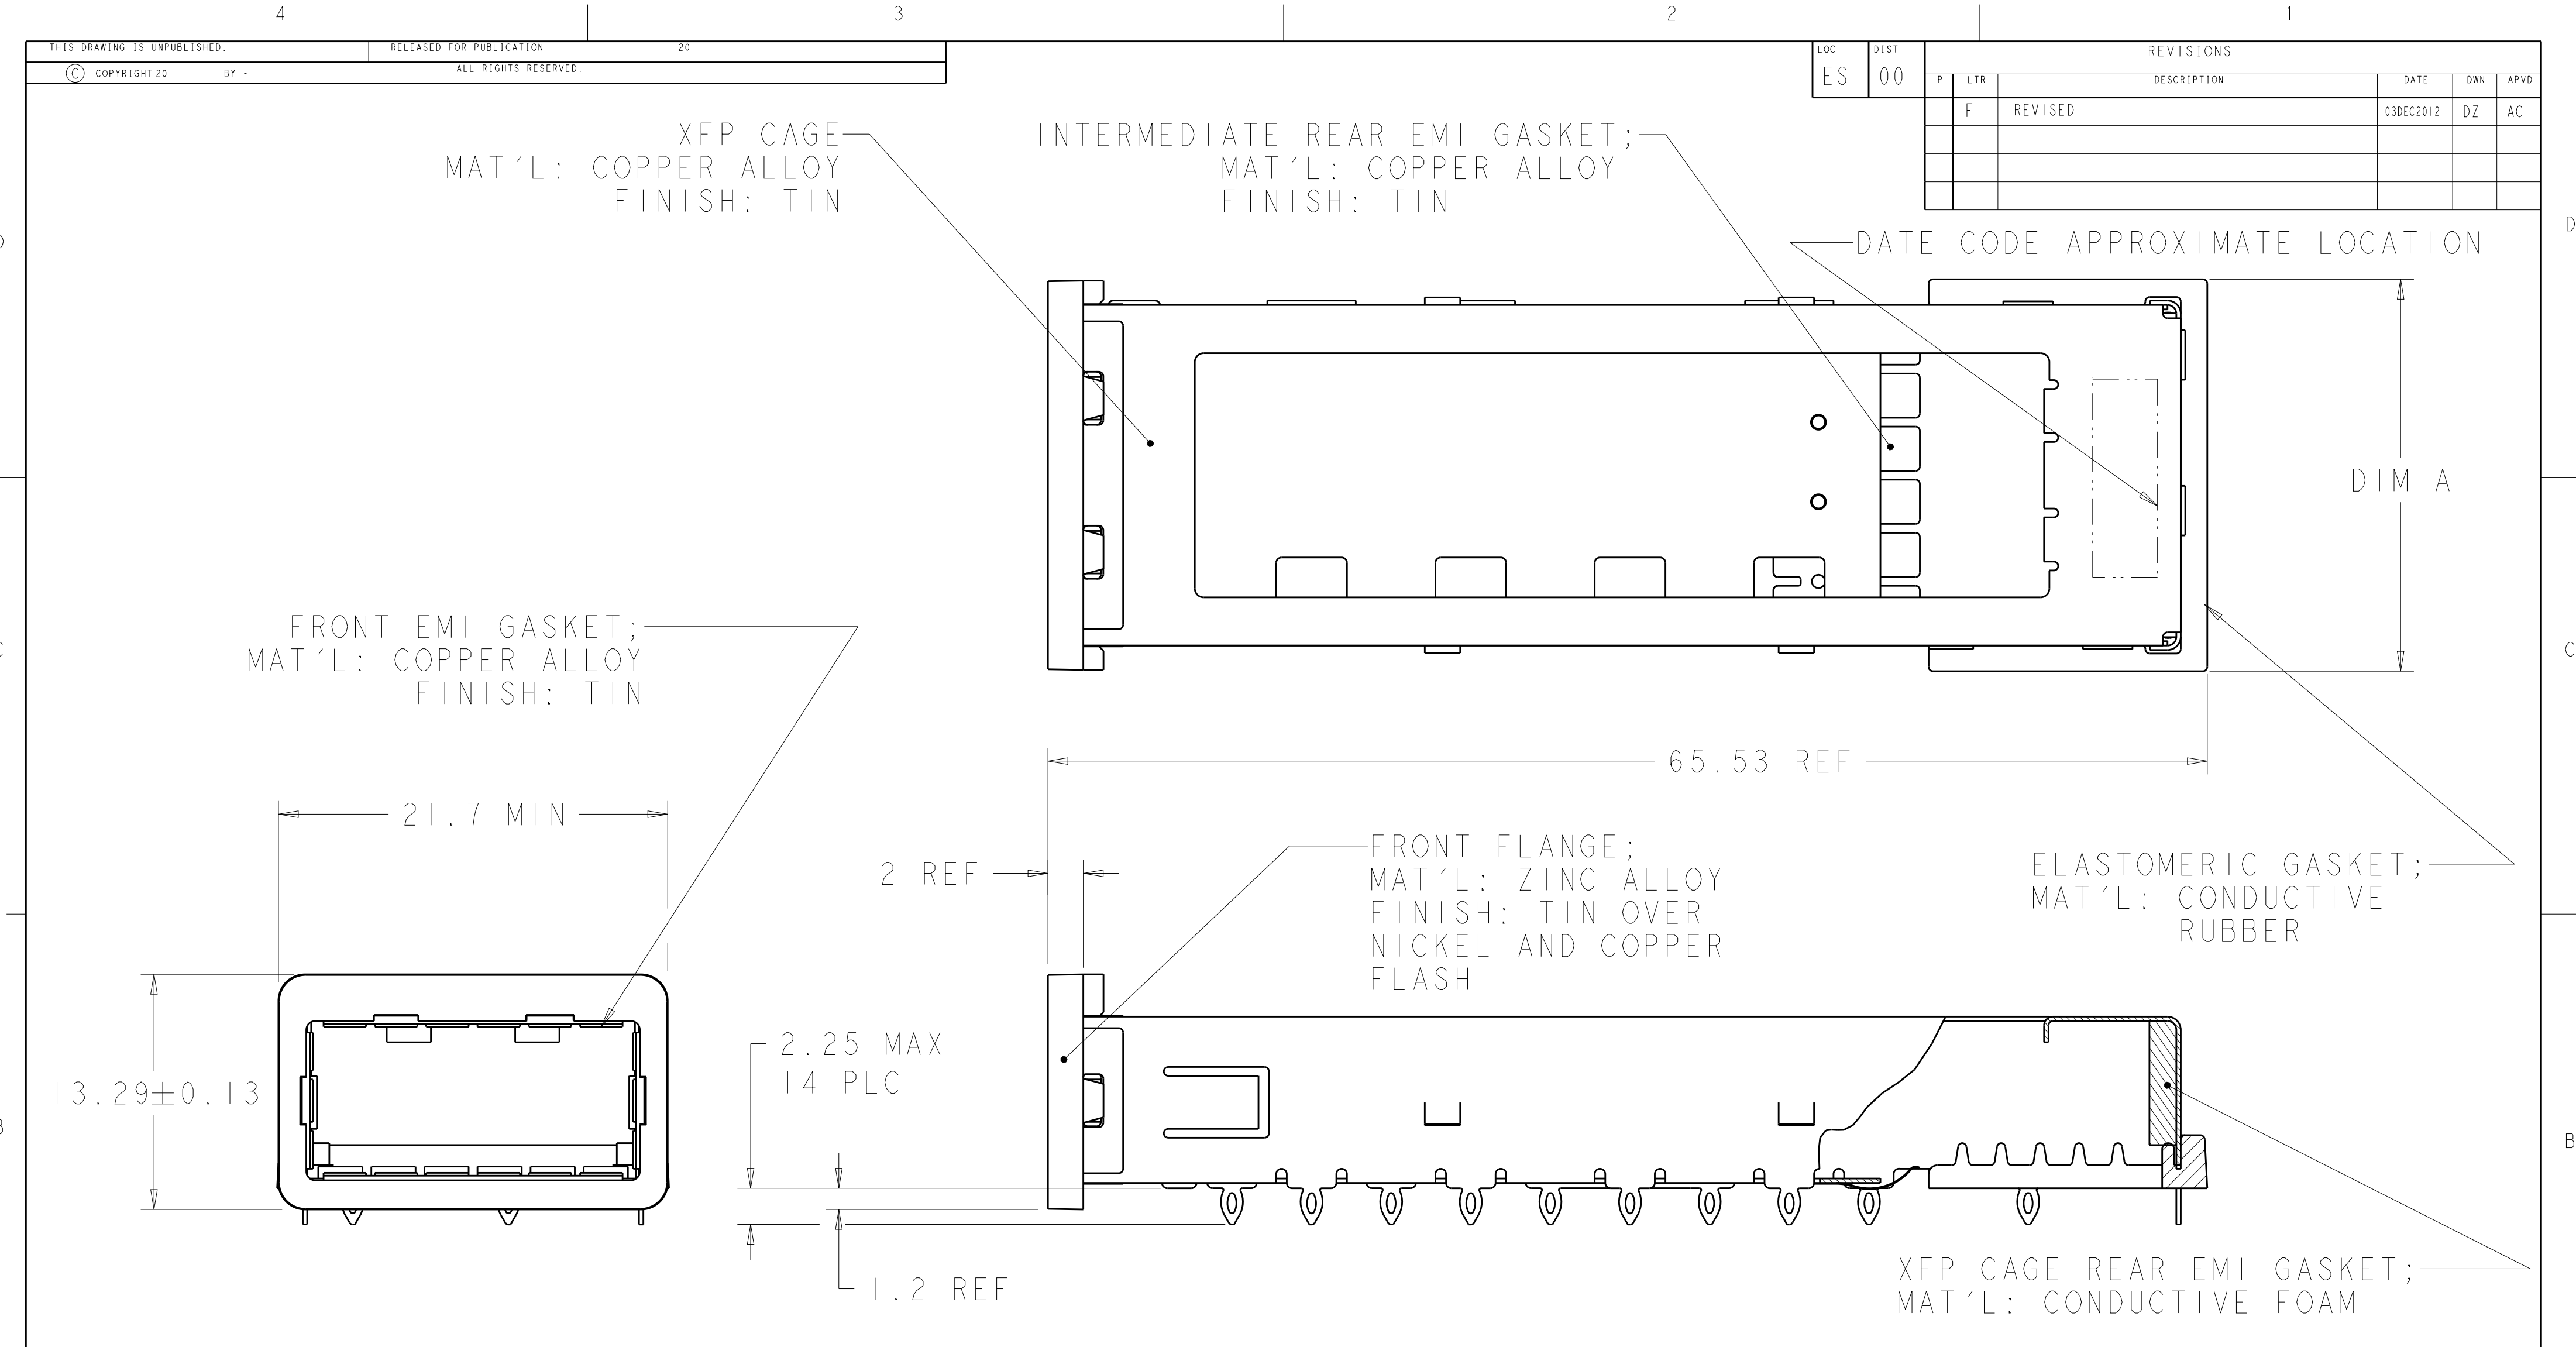 4 3 2 1
THIS DRAWING IS UNPUBLISHED. RELEASED FOR PUBLICATION 20
© COPYRIGHT 20 BY - ALL RIGHTS RESERVED.
LOC DIST REVISIONS
ES 00
P LTR DESCRIPTION DATE DWN APVD
F REVISED 03DEC2012 DZ AC
XFP CAGE
MAT'L: COPPER ALLOY
FINISH: TIN
INTERMEDIATE REAR EMI GASKET;
MAT'L: COPPER ALLOY
FINISH: TIN
D
DATE CODE APPROXIMATE LOCATION
DIM A
FRONT EMI GASKET;
MAT'L: COPPER ALLOY
FINISH: TIN
C
65.53 REF
21.7 MIN
2 REF
FRONT FLANGE;
MAT'L: ZINC ALLOY
FINISH: TIN OVER
NICKEL AND COPPER
FLASH
ELASTOMERIC GASKET;
MAT'L: CONDUCTIVE
RUBBER
13.29±0.13
2.25 MAX
14 PLC
B
1.2 REF
XFP CAGE REAR EMI GASKET;
MAT'L: CONDUCTIVE FOAM